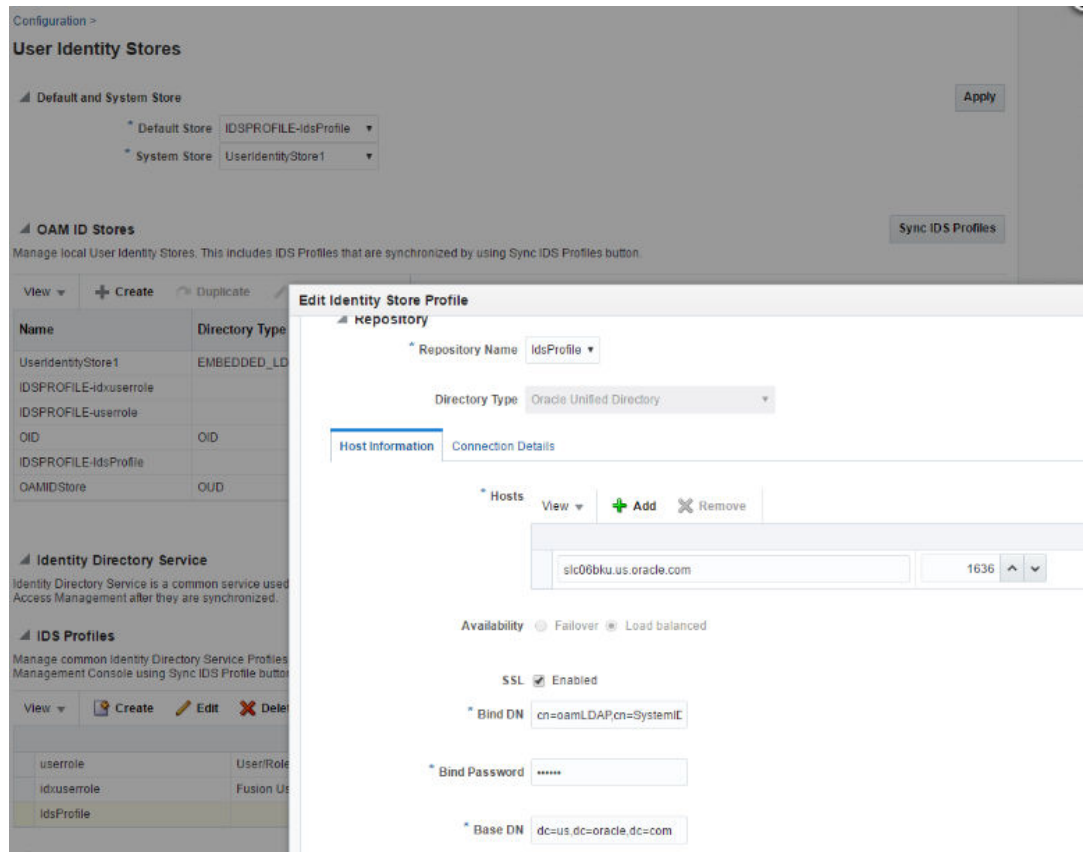 Configuration >
User Identity Stores
Default and System Store
Apply
* Default Store IDSPROFILE-IdsProfile
* System Store UserIdentityStore1
OAM ID Stores
Sync IDS Profiles
Manage local User Identity Stores. This includes IDS Profiles that are synchronized by using Sync IDS Profiles button.
View Create Duplicate
Name Directory Type
UserIdentityStore1 EMBEDDED_LD
IDSPROFILE-idxuserrole
IDSPROFILE-userrole
OID OID
IDSPROFILE-IdsProfile
OAMIDStore OUD
Identity Directory Service
Identity Directory Service is a common service used
Access Management after they are synchronized.
IDS Profiles
Manage common Identity Directory Service Profiles
Management Console using Sync IDS Profile button
View Create Edit Delet
userrole User/Role
idxuserrole Fusion Us
IdsProfile
Edit Identity Store Profile
Repository
* Repository Name IdsProfile
Directory Type Oracle Unified Directory
Host Information Connection Details
* Hosts View Add Remove
slc06bku.us.oracle.com 1636
Availability Failover Load balanced
SSL Enabled
* Bind DN cn=oamLDAP,cn=SystemID
* Bind Password ••••••
* Base DN dc=us,dc=oracle,dc=com